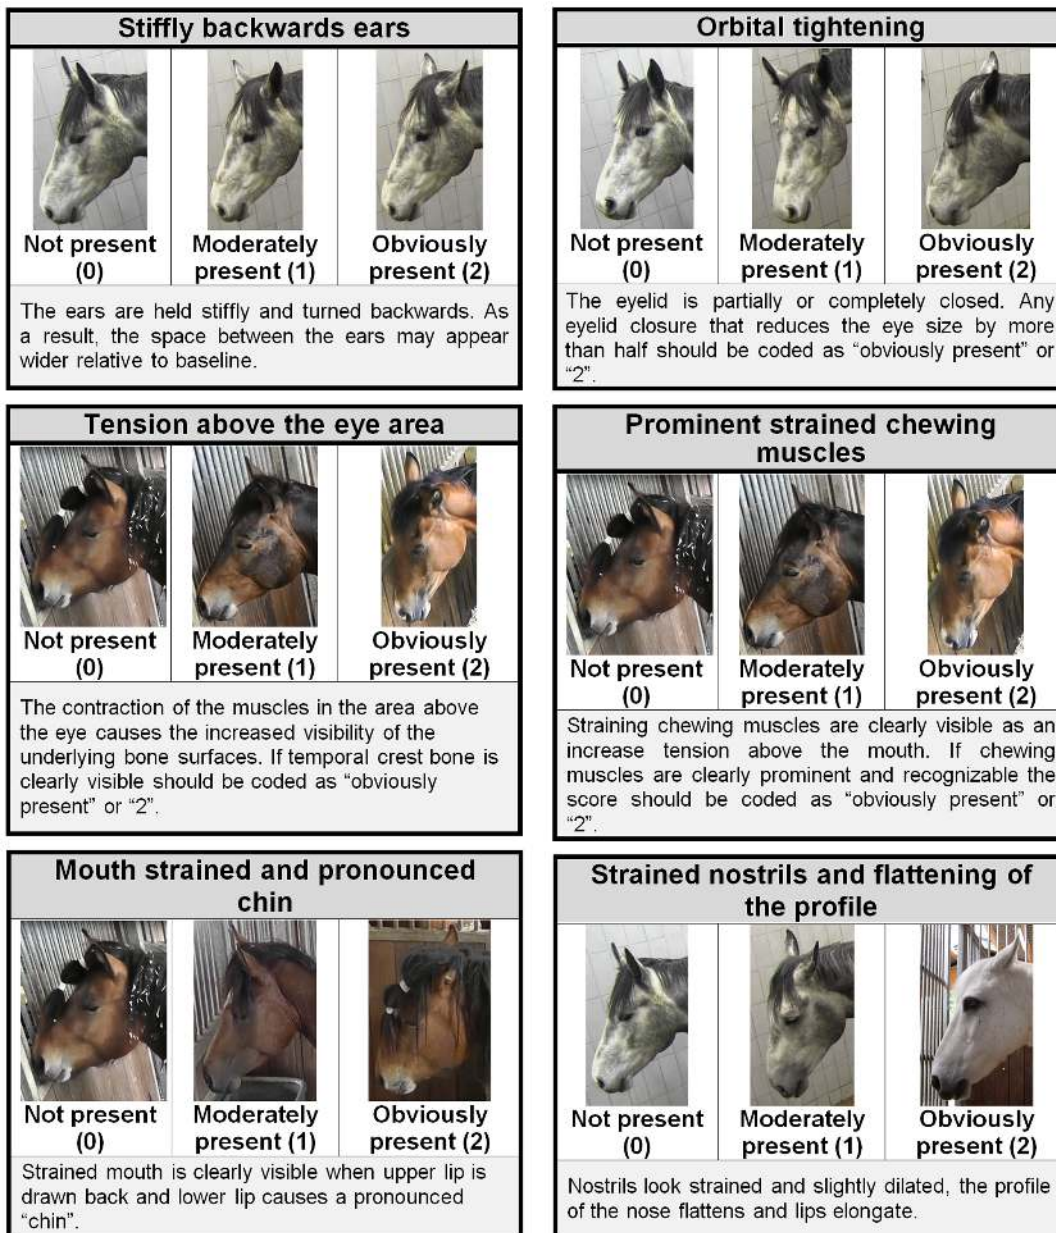 Stiffly backwards ears
Not present
(0)
Moderately
present (1)
Obviously
present (2)
The ears are held stiffly and turned backwards. As
a result, the space between the ears may appear
wider relative to baseline.
Orbital tightening
Not present
(0)
Moderately
present (1)
Obviously
present (2)
The eyelid is partially or completely closed. Any
eyelid closure that reduces the eye size by more
than half should be coded as “obviously present” or
“2”.
Tension above the eye area
Not present
(0)
Moderately
present (1)
Obviously
present (2)
The contraction of the muscles in the area above
the eye causes the increased visibility of the
underlying bone surfaces. If temporal crest bone is
clearly visible should be coded as “obviously
present” or “2”.
Prominent strained chewing
muscles
Not present
(0)
Moderately
present (1)
Obviously
present (2)
Straining chewing muscles are clearly visible as an
increase tension above the mouth. If chewing
muscles are clearly prominent and recognizable the
score should be coded as “obviously present” or
“2”.
Mouth strained and pronounced
chin
Not present
(0)
Moderately
present (1)
Obviously
present (2)
Strained mouth is clearly visible when upper lip is
drawn back and lower lip causes a pronounced
“chin”.
Strained nostrils and flattening of
the profile
Not present
(0)
Moderately
present (1)
Obviously
present (2)
Nostrils look strained and slightly dilated, the profile
of the nose flattens and lips elongate.